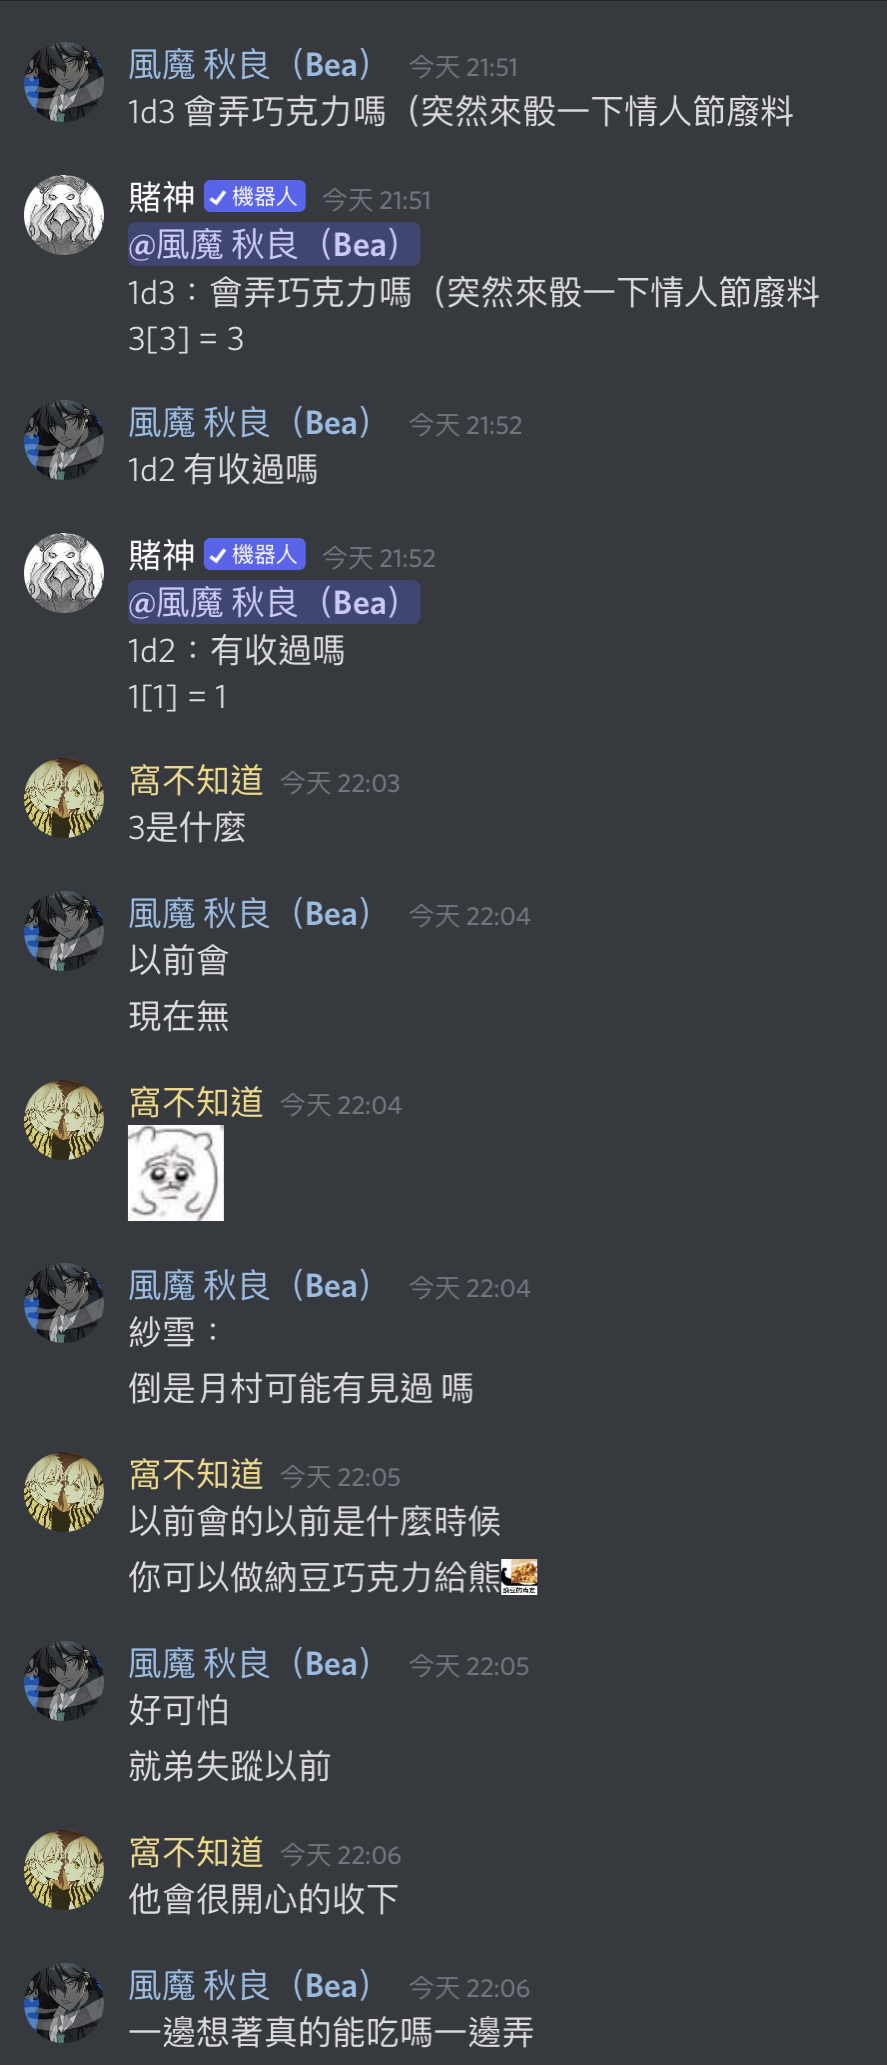 風魔 秋良（Bea） 今天 21:51
1d3 會弄巧克力嗎（突然來骰一下情人節廢料
賭神 機器人 今天 21:51
@風魔 秋良（Bea）
1d3：會弄巧克力嗎（突然來骰一下情人節廢料
3[3] = 3
風魔 秋良（Bea） 今天 21:52
1d2 有收過嗎
賭神 機器人 今天 21:52
@風魔 秋良（Bea）
1d2：有收過嗎
1[1] = 1
窩不知道 今天 22:03
3是什麼
風魔 秋良（Bea） 今天 22:04
以前會
現在無
窩不知道 今天 22:04
風魔 秋良（Bea） 今天 22:04
紗雪：
倒是月村可能有見過 嗎
窩不知道 今天 22:05
以前會的以前是什麼時候
你可以做納豆巧克力給熊
風魔 秋良（Bea） 今天 22:05
好可怕
就弟失蹤以前
窩不知道 今天 22:06
他會很開心的收下
風魔 秋良（Bea） 今天 22:06
一邊想著真的能吃嗎一邊弄